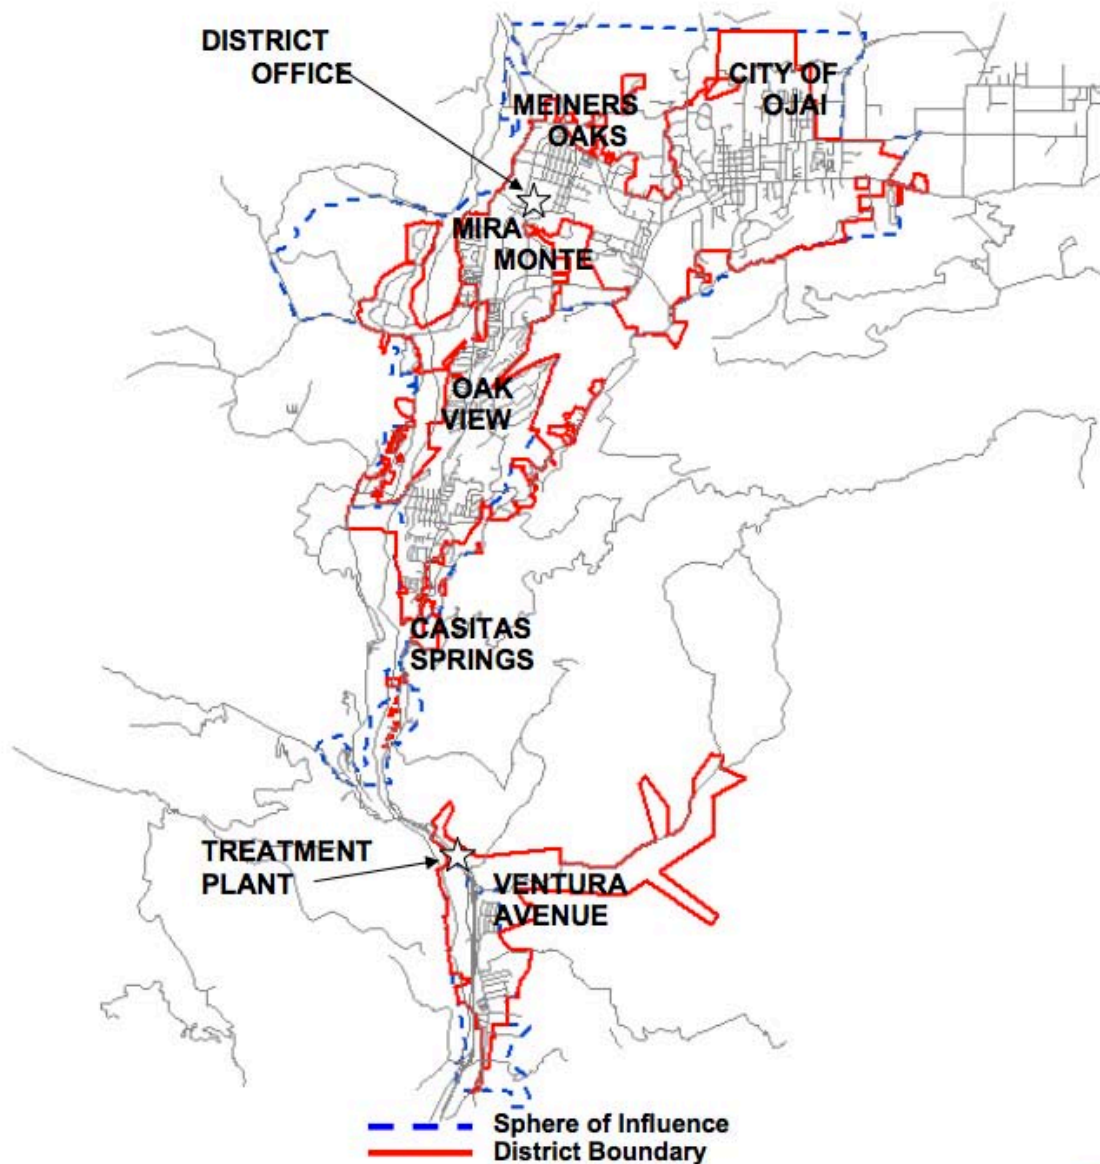 DISTRICT
OFFICE
CITY OF
OJAI
MEINERS
OAKS
MIRA
MONTE
OAK
VIEW
CASITAS
SPRINGS
TREATMENT
PLANT
VENTURA
AVENUE
Sphere of Influence
District Boundary